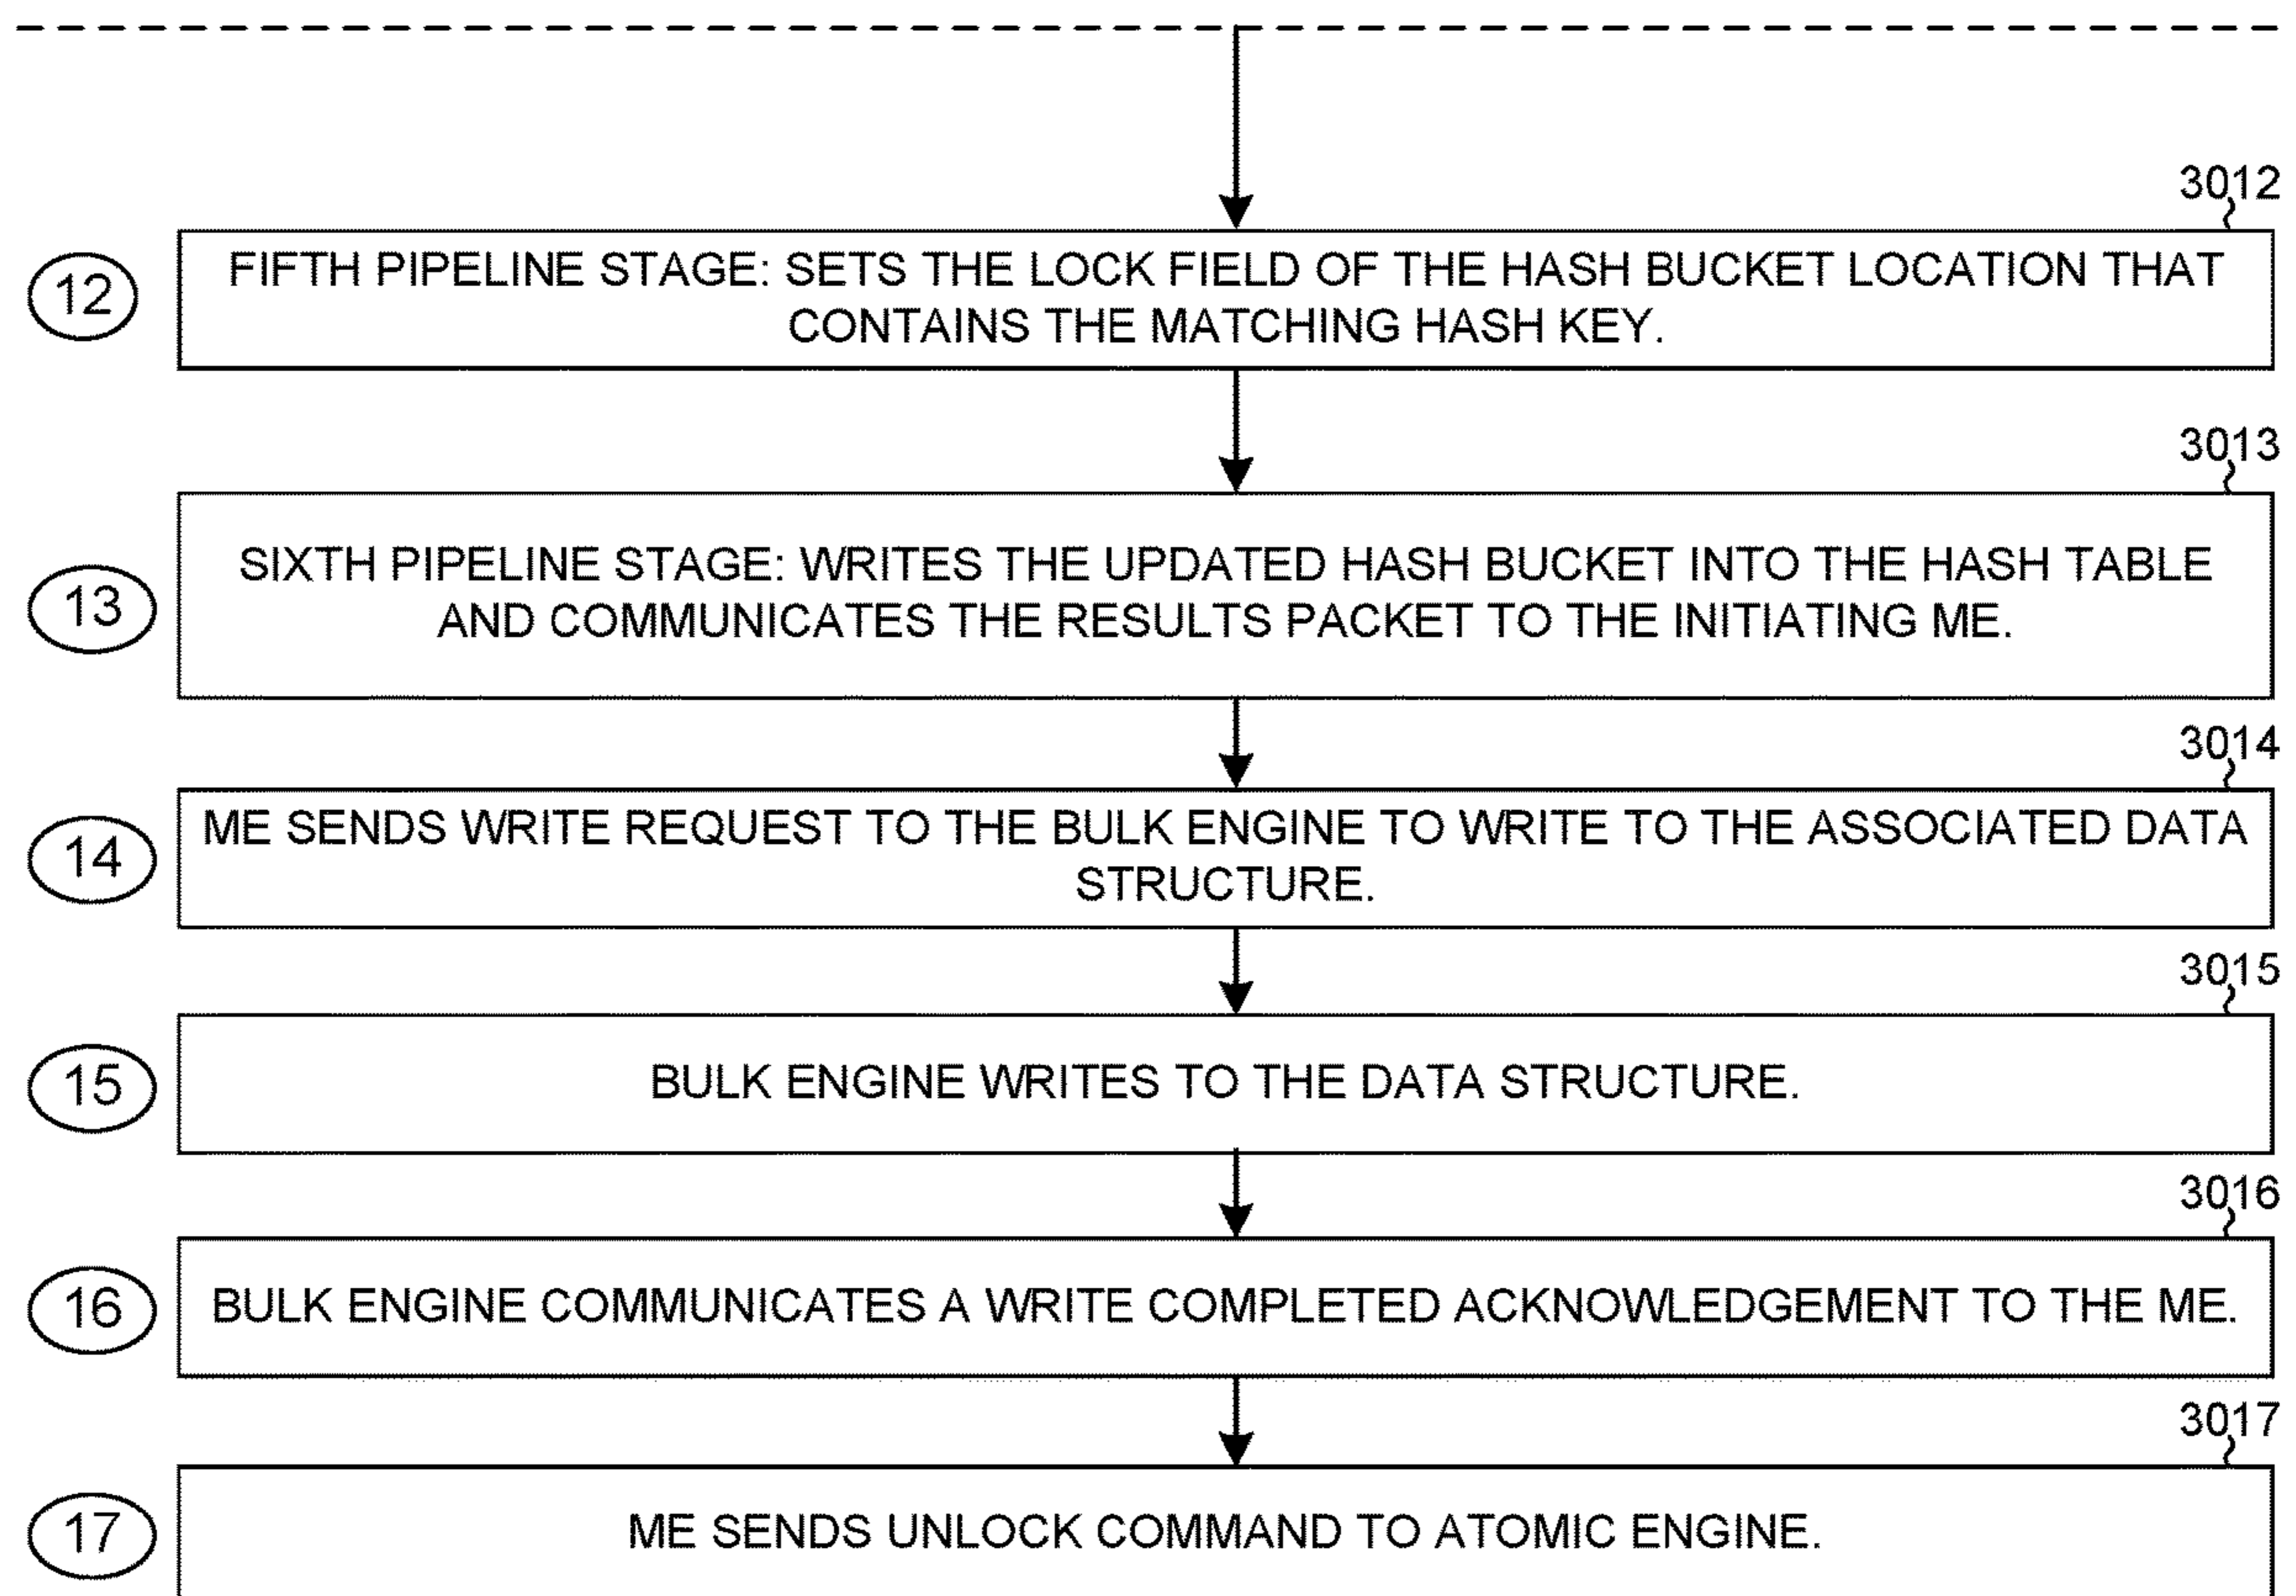 3012
12
FIFTH PIPELINE STAGE: SETS THE LOCK FIELD OF THE HASH BUCKET LOCATION THAT
CONTAINS THE MATCHING HASH KEY.
3013
13
SIXTH PIPELINE STAGE: WRITES THE UPDATED HASH BUCKET INTO THE HASH TABLE
AND COMMUNICATES THE RESULTS PACKET TO THE INITIATING ME.
3014
14
ME SENDS WRITE REQUEST TO THE BULK ENGINE TO WRITE TO THE ASSOCIATED DATA
STRUCTURE.
3015
15
BULK ENGINE WRITES TO THE DATA STRUCTURE.
3016
16
BULK ENGINE COMMUNICATES A WRITE COMPLETED ACKNOWLEDGEMENT TO THE ME.
3017
17
ME SENDS UNLOCK COMMAND TO ATOMIC ENGINE.